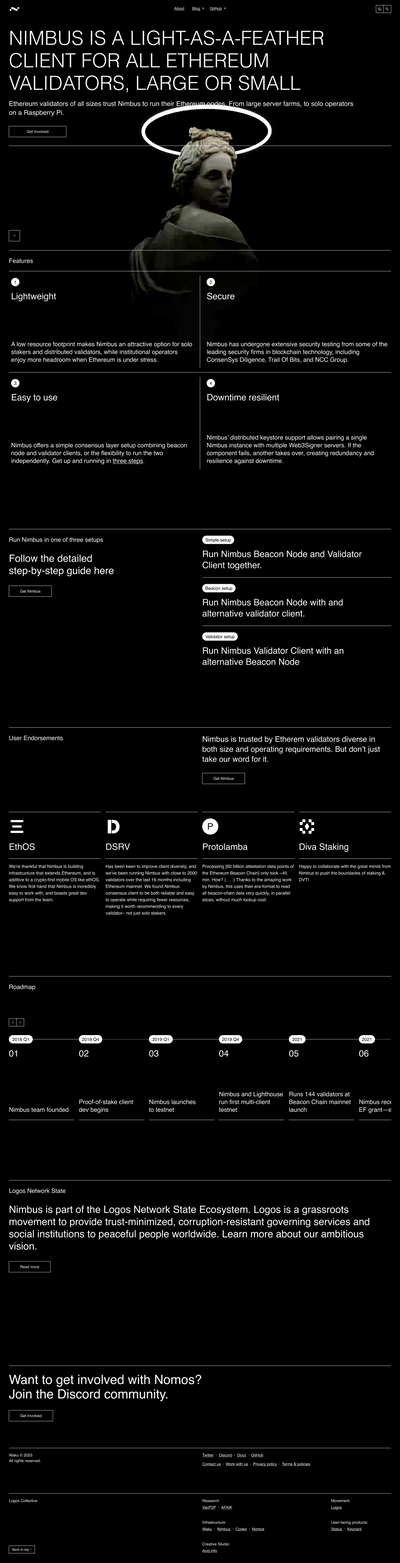 About Blog GitHub
NIMBUS IS A LIGHT-AS-A-FEATHER
CLIENT FOR ALL ETHEREUM
VALIDATORS, LARGE OR SMALL
Ethereum validators of all sizes trust Nimbus to run their Ethereum nodes. From large server farms, to solo operators
on a Raspberry Pi.
Get Involved
Features
1
Lightweight
A low resource footprint makes Nimbus an attractive option for solo
stakers and distributed validators, while institutional operators
enjoy more headroom when Ethereum is under stress.
2
Secure
Nimbus has undergone extensive security testing from some of the
leading security firms in blockchain technology, including
ConsenSys Diligence, Trail Of Bits, and NCC Group.
3
Easy to use
Nimbus offers a simple consensus layer setup combining beacon
node and validator clients, or the flexibility to run the two
independently. Get up and running in three steps.
4
Downtime resilient
Nimbus' distributed keystore support allows pairing a single
Nimbus instance with multiple Web3Signer servers. If the
component fails, another takes over, creating redundancy and
resilience against downtime.
Run Nimbus in one of three setups
Follow the detailed
step-by-step guide here
Get Nimbus
Simple setup
Run Nimbus Beacon Node and Validator
Client together.
Beacon setup
Run Nimbus Beacon Node with and
alternative validator client.
Validator setup
Run Nimbus Validator Client with an
alternative Beacon Node
User Endorsements
Nimbus is trusted by Etherem validators diverse in
both size and operating requirements. But don't just
take our word for it.
Get Nimbus
EthOS
We're thankful that Nimbus is building
infrastructure that extends Ethereum, and is
additive to a crypto-first mobile OS like ethOS.
We know first hand that Nimbus is incredibly
easy to work with, and boasts great dev
support from the team.
DSRV
Has been keen to improve client diversity, and
we've been running Nimbus with close to 2000
validators over the last 16 months including
Ethereum mainnet. We found Nimbus
consensus client to be both reliable and easy
to operate while requiring fewer resources,
making it worth recommending to every
validator– not just solo stakers.
P
Protolamba
Processing [60 billion attestation data points of
the Ethereum Beacon Chain] only took ~45
min. How? ( . . . ) Thanks to the amazing work
by Nimbus, this uses their era-format to read
all beacon-chain data very quickly, in parallel
slices, without much lookup cost.
Diva Staking
Happy to collaborate with the great minds from
Nimbus to push the boundaries of staking &
DVT!
Roadmap
2018 Q1
01
Nimbus team founded
2018 Q4
02
Proof-of-stake client
dev begins
2019 Q1
03
Nimbus launches
to testnet
2019 Q4
04
Nimbus and Lighthouse
run first multi-client
testnet
2021
05
Runs 144 validators at
Beacon Chain mainnet
launch
2021
06
Nimbus rece
EF grant—e
Logos Network State
Nimbus is part of the Logos Network State Ecosystem. Logos is a grassroots
movement to provide trust-minimized, corruption-resistant governing services and
social institutions to peaceful people worldwide. Learn more about our ambitious
vision.
Read more
Want to get involved with Nomos?
Join the Discord community.
Get Involved
Waku © 2023
All rights reserved.
Twitter · Discord · Docs · GitHub
Contact us · Work with us · Privacy policy · Terms & policies
Logos Collective
Research:
Vac/P2P · AFAIK
Movement:
Logos
Infrastructure:
Waku · Nimbus · Codex · Nomos
User-facing products:
Status · Keycard
Creative Studio:
Acid.info
Back to top ↑